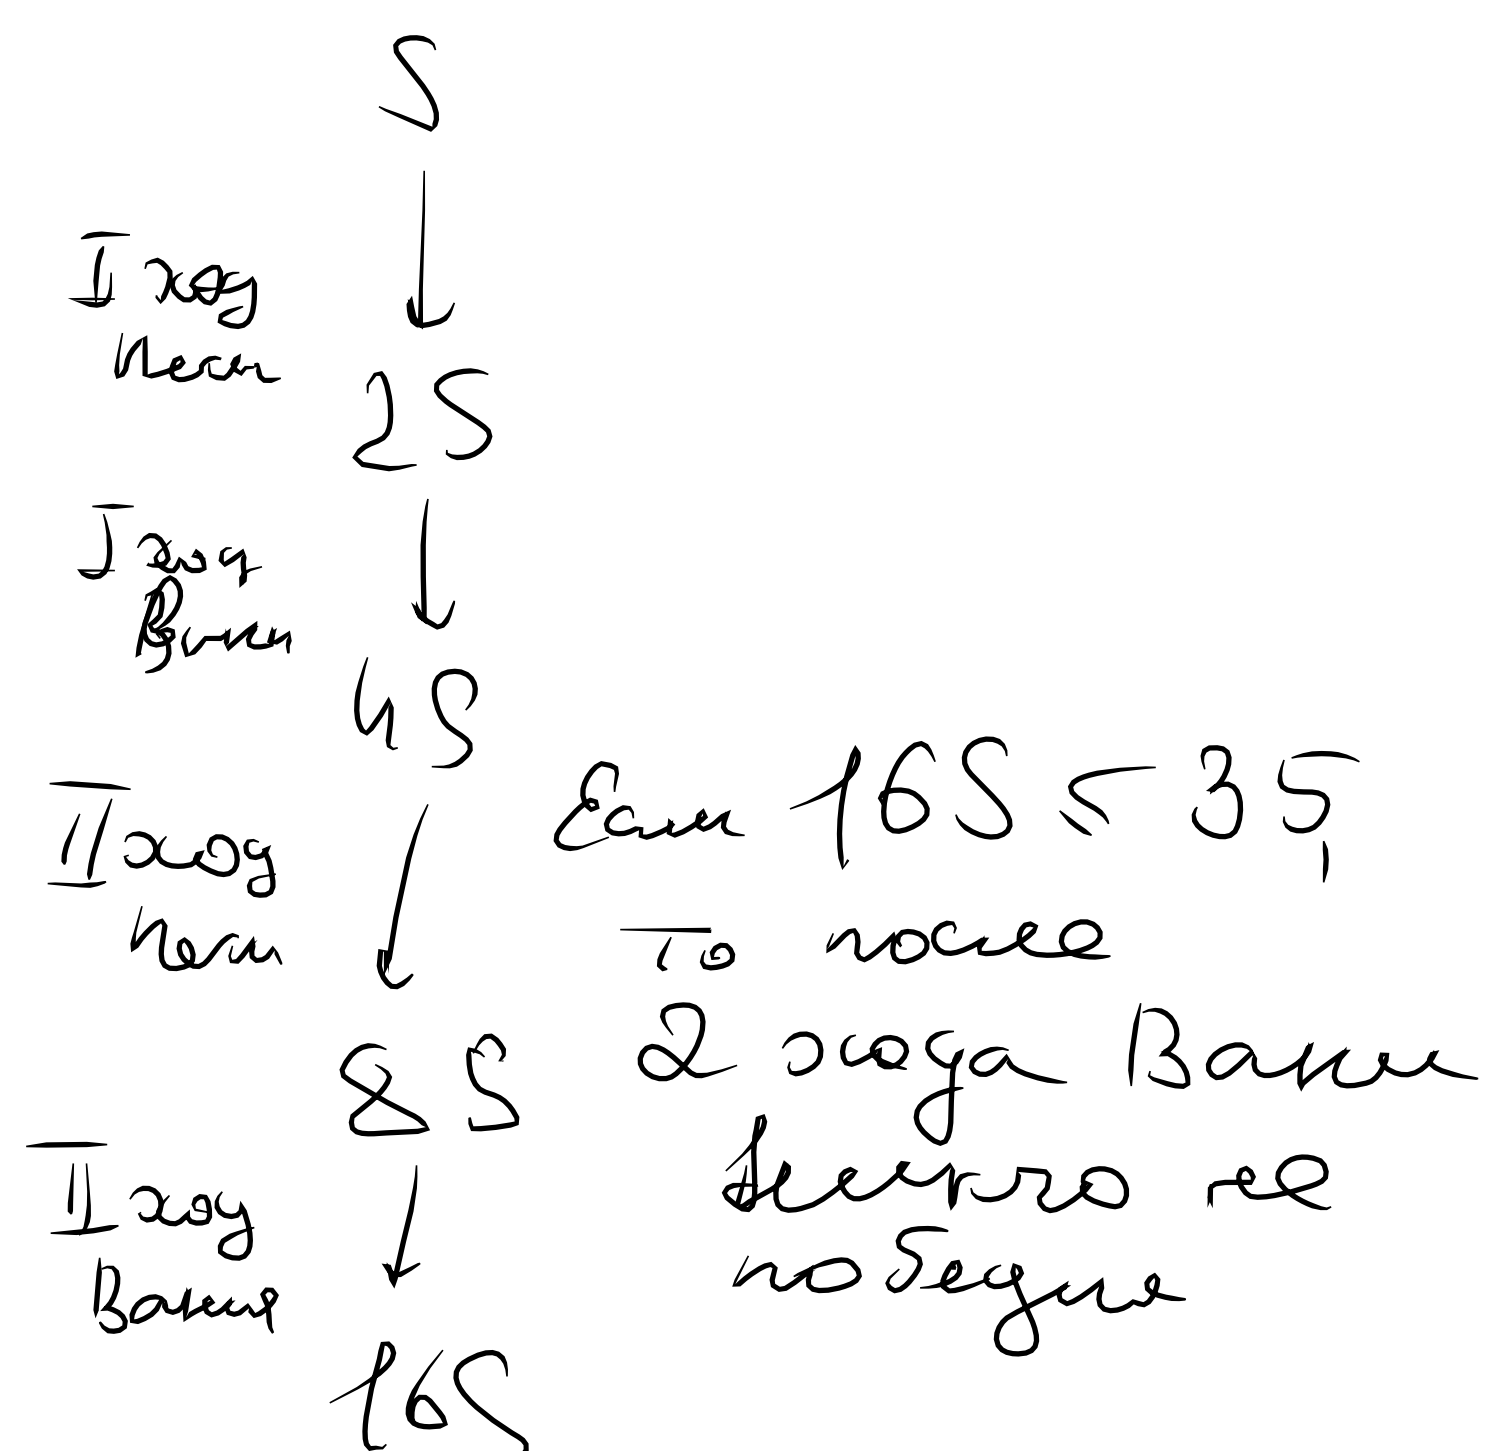 S
I ход
Пети
2S
I ход
Вани
4S
II ход
Пети
Если 16S < 35,
то после
2 хода Вани
никто не
победил
8S
II ход
Вани
16S